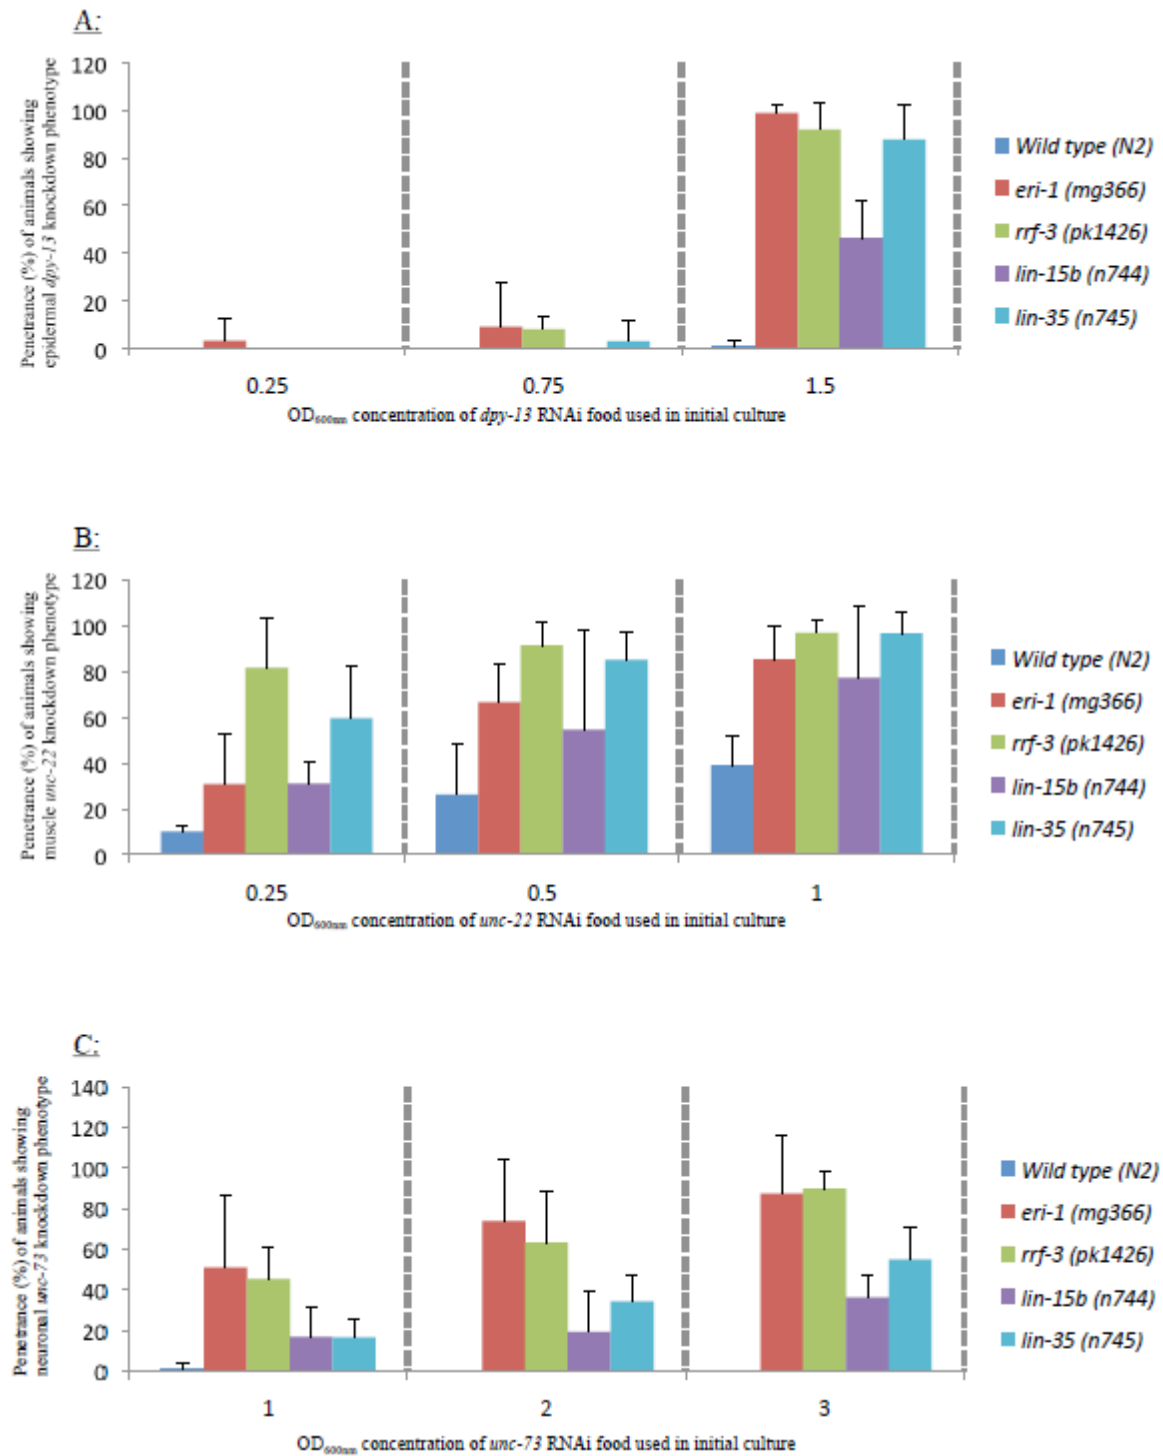 A:
Penetrance (%) of animals showing
epidermal dpy-13 knockdown phenotype
120
100
80
60
40
20
0
0.25
0.75
1.5
OD600nm concentration of dpy-13 RNAi food used in initial culture
Wild type (N2)
eri-1 (mg366)
rrf-3 (pk1426)
lin-15b (n744)
lin-35 (n745)
B:
Penetrance (%) of animals showing
muscle unc-22 knockdown phenotype
120
100
80
60
40
20
0
0.25
0.5
1
OD600nm concentration of unc-22 RNAi food used in initial culture
Wild type (N2)
eri-1 (mg366)
rrf-3 (pk1426)
lin-15b (n744)
lin-35 (n745)
C:
Penetrance (%) of animals showing
neuronal unc-73 knockdown phenotype
140
120
100
80
60
40
20
0
1
2
3
OD600nm concentration of unc-73 RNAi food used in initial culture
Wild type (N2)
eri-1 (mg366)
rrf-3 (pk1426)
lin-15b (n744)
lin-35 (n745)